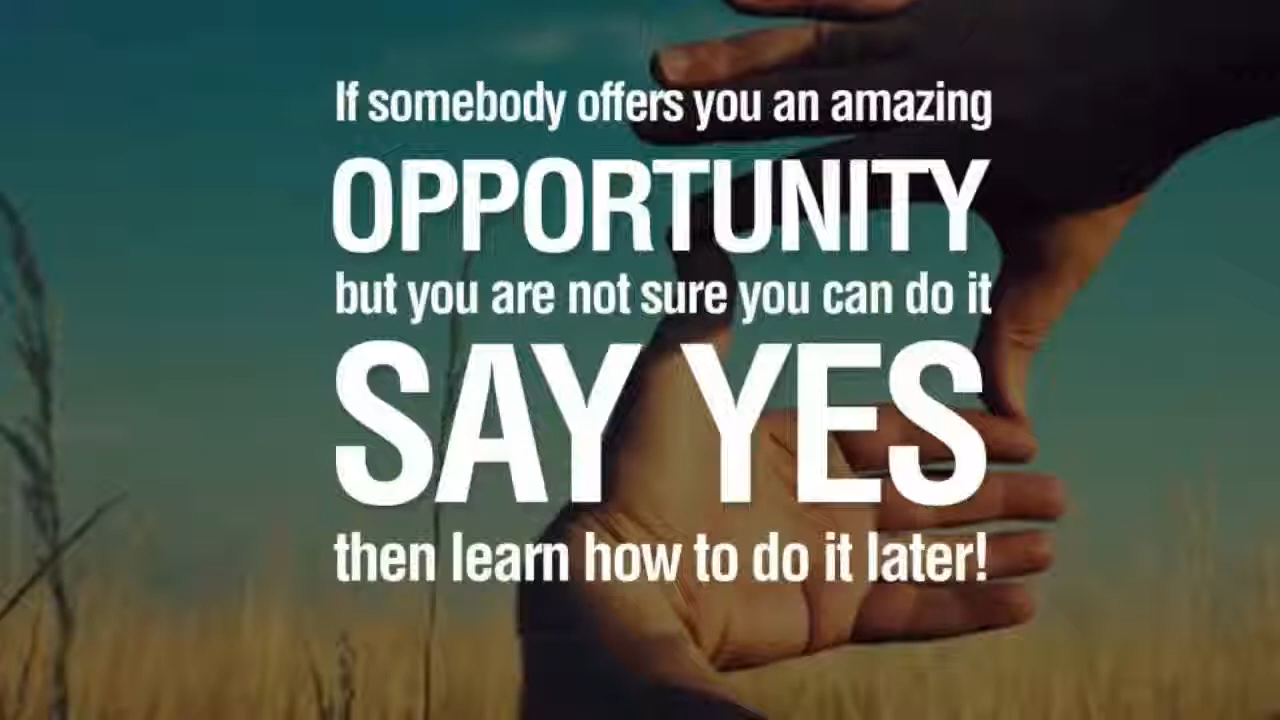 If somebody offers you an amazing
OPPORTUNITY
but you are not sure you can do it
SAY YES
then learn how to do it later!